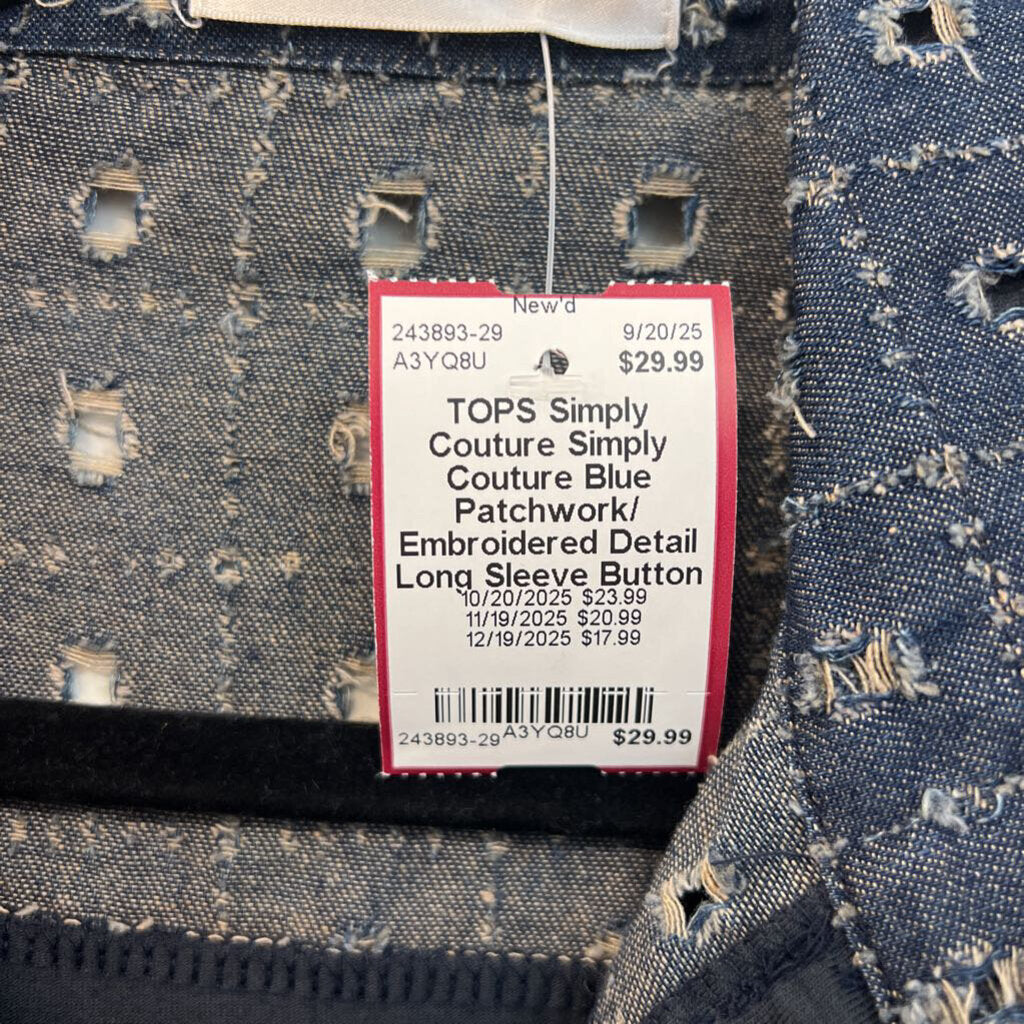 New'd
243893-29 9/20/25
A3YQ8U $29.99
TOPS Simply
Couture Simply
Couture Blue
Patchwork/
Embroidered Detail
Long Sleeve Button
10/20/2025 $23.99
11/19/2025 $20.99
12/19/2025 $17.99
243893-29 A3YQ8U $29.99